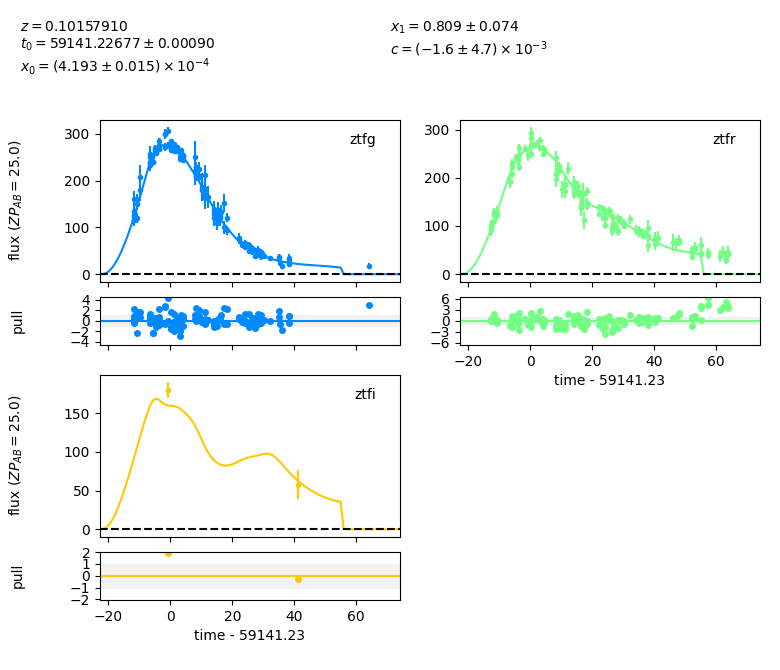 z = 0.10157910
t₀ = 59141.22677 ± 0.00090
x₀ = (4.193 ± 0.015) × 10⁻⁴
x₁ = 0.809 ± 0.074
c = (−1.6 ± 4.7) × 10⁻³
flux (ZP_AB = 25.0)
300
200
100
0
ztfg
300
200
100
0
ztfr
pull
4
2
0
−2
−4
6
3
0
−3
−6
−20 0 20 40 60
time - 59141.23
flux (ZP_AB = 25.0)
150
100
50
0
ztfi
pull
2
1
0
−1
−2
−20 0 20 40 60
time - 59141.23